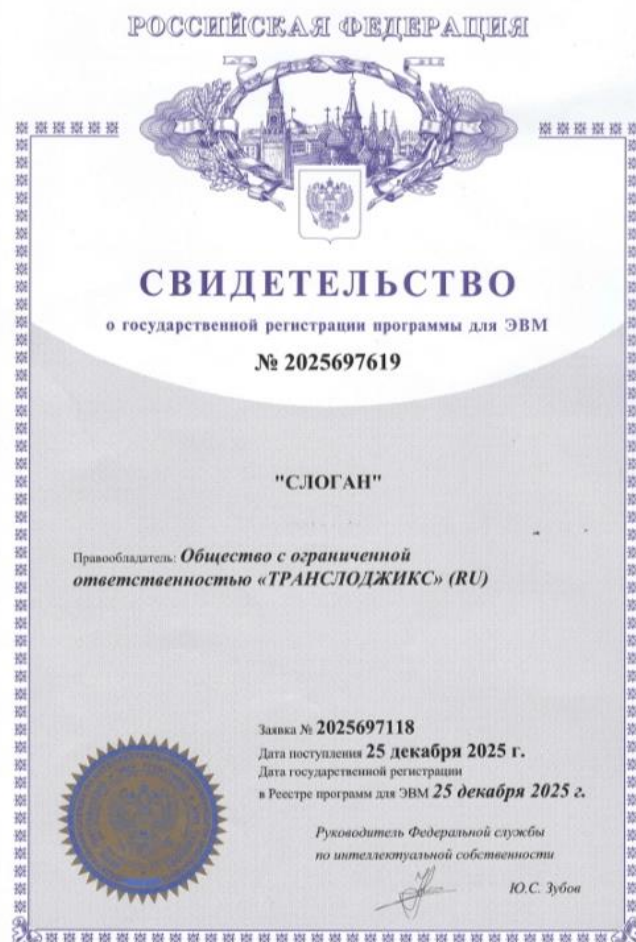 РОССИЙСКАЯ ФЕДЕРАЦИЯ
СВИДЕТЕЛЬСТВО
о государственной регистрации программы для ЭВМ
№ 2025697619
"СЛОГАН"
Правообладатель: Общество с ограниченной
ответственностью «ТРАНСЛОДЖИКС» (RU)
Заявка № 2025697118
Дата поступления 25 декабря 2025 г.
Дата государственной регистрации
в Реестре программ для ЭВМ 25 декабря 2025 г.
Руководитель Федеральной службы
по интеллектуальной собственности
Ю.С. Зубов